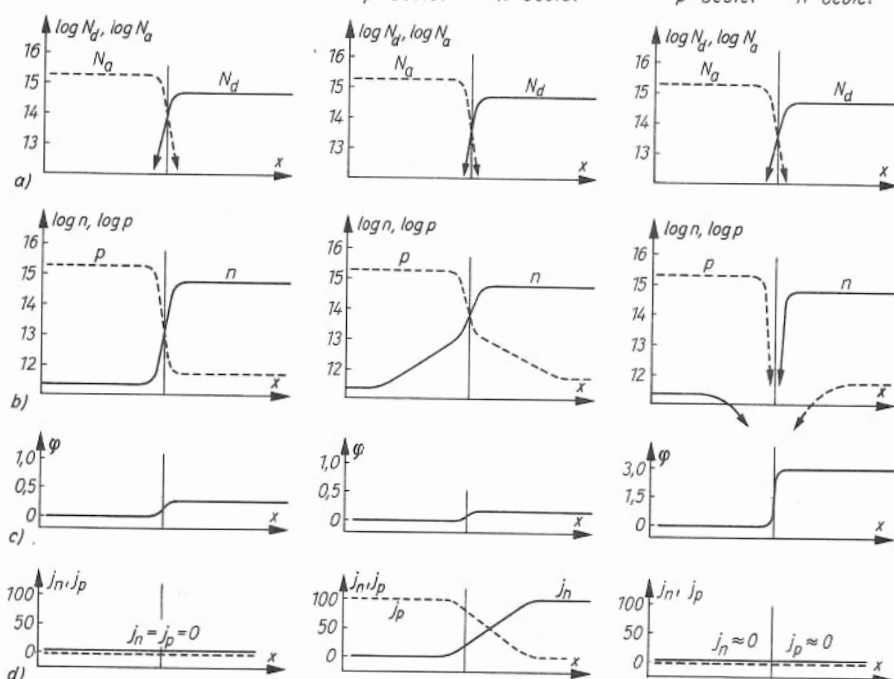 log N_d, log N_a
log N_d, log N_a
log N_d, log N_a
16
15
14
13
N_a
N_d
x
16
15
14
13
N_a
N_d
x
16
15
14
13
N_a
N_d
x
a)
log n, log p
log n, log p
log n, log p
16
15
14
13
12
p
n
x
16
15
14
13
12
p
n
x
16
15
14
13
12
p
n
x
b)
φ
1,0
0,5
0
x
φ
1,0
0,5
0
x
φ
3,0
1,5
0
x
c)
j_n, j_p
100
50
0
j_n = j_p = 0
x
j_n, j_p
100
50
0
j_p
j_n
x
j_n, j_p
100
50
0
j_n ≈ 0
j_p ≈ 0
x
d)